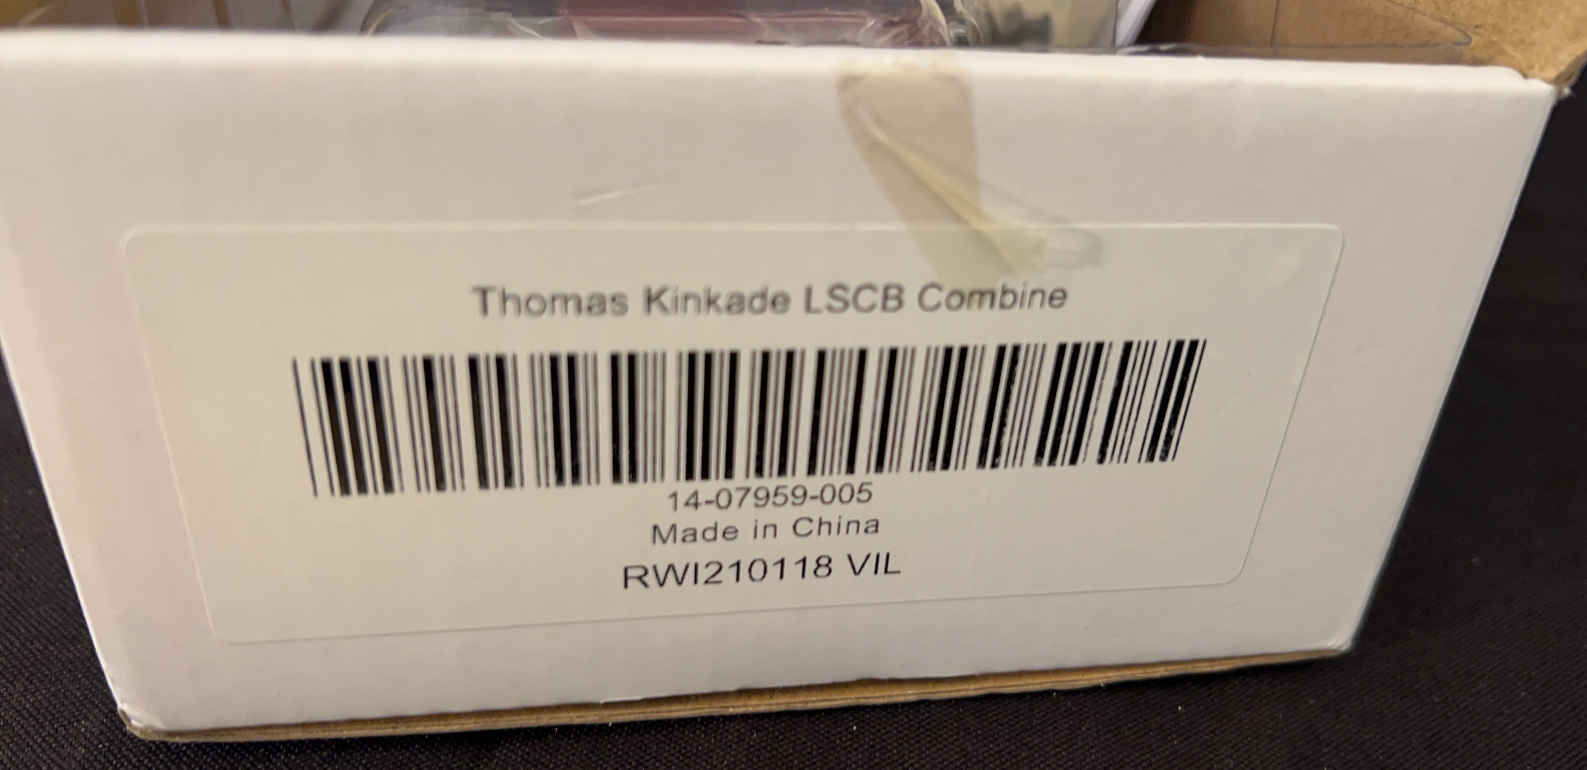 Thomas Kinkade LSCB Combine
14-07959-005
Made in China
RWI210118 VIL